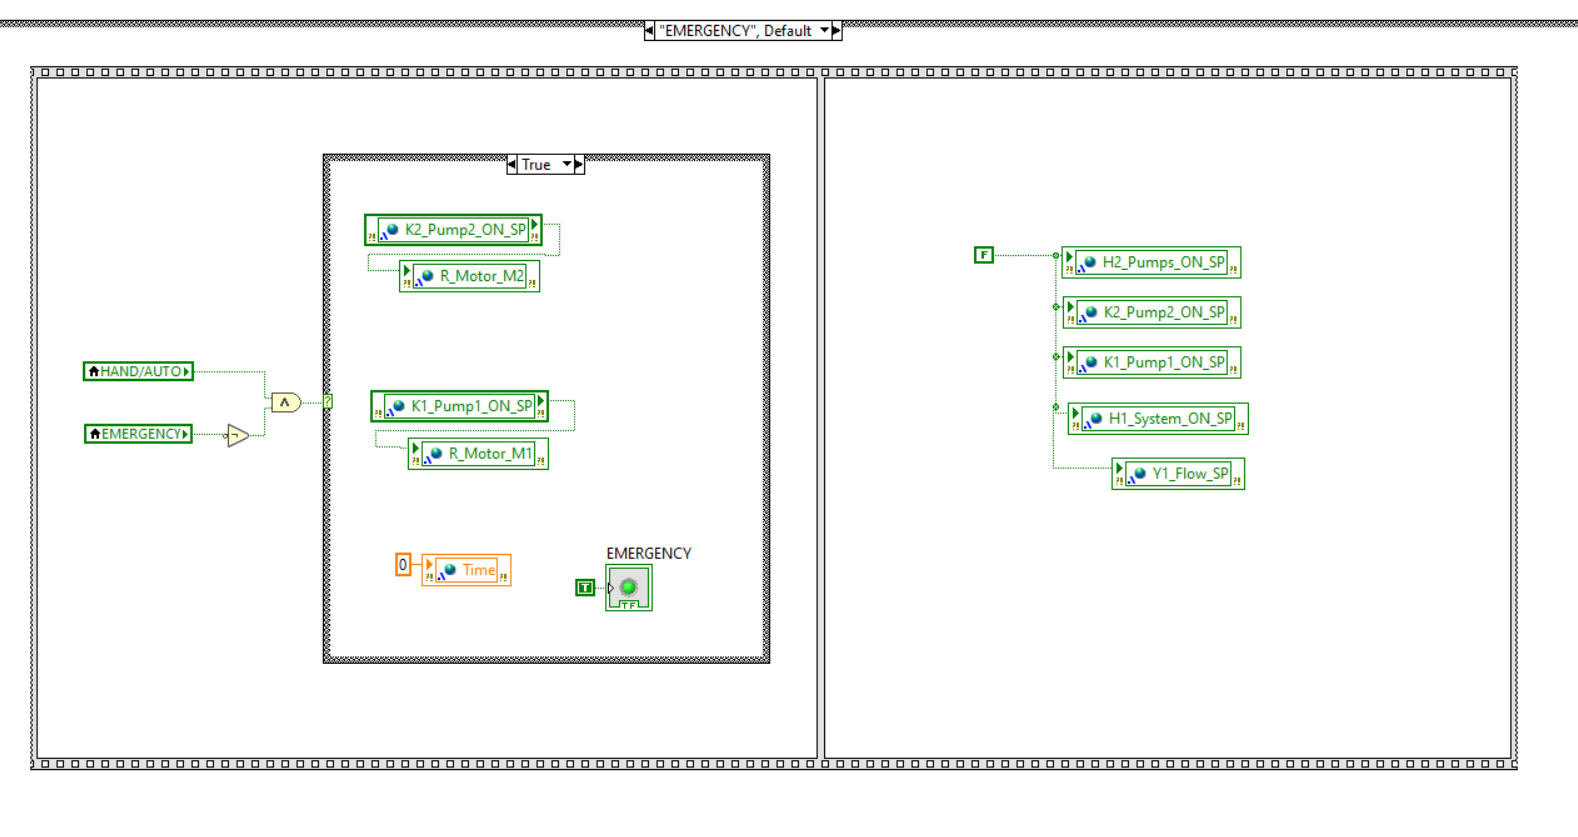 "EMERGENCY", Default
True
K2_Pump2_ON_SP
R_Motor_M2
HAND/AUTO
?
K1_Pump1_ON_SP
EMERGENCY
R_Motor_M1
0
Time
EMERGENCY
T
TF
F
H2_Pumps_ON_SP
K2_Pump2_ON_SP
K1_Pump1_ON_SP
H1_System_ON_SP
Y1_Flow_SP